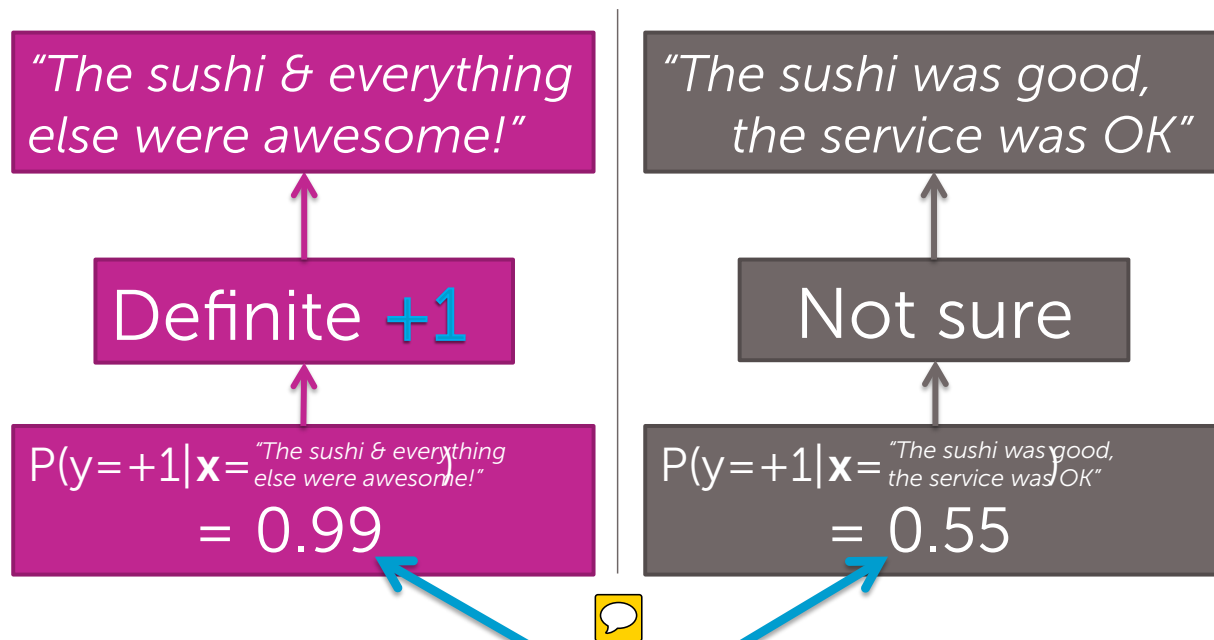 "The sushi & everything
else were awesome!"
Definite +1
P(y=+1|x= "The sushi & everything
else were awesome!" )
= 0.99
"The sushi was good,
the service was OK"
Not sure
P(y=+1|x= "The sushi was good,
the service was OK" )
= 0.55